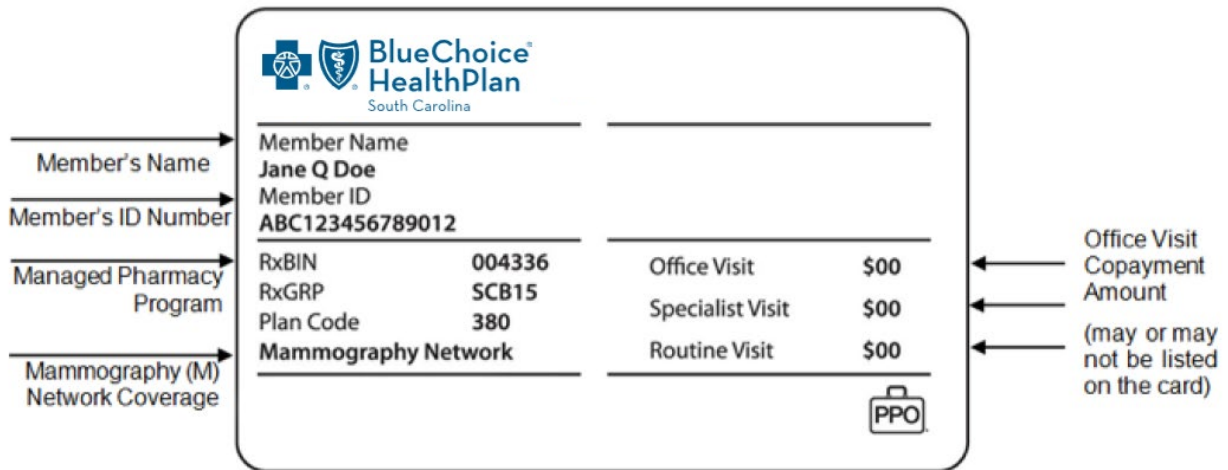 BlueChoice®
HealthPlan
South Carolina
Member's Name
Member Name
Jane Q Doe
Member's ID Number
Member ID
ABC123456789012
Managed Pharmacy
Program
RxBIN 004336
RxGRP SCB15
Plan Code 380
Mammography Network
Mammography (M)
Network Coverage
Office Visit $00
Specialist Visit $00
Routine Visit $00
Office Visit
Copayment
Amount
(may or may
not be listed
on the card)
PPO